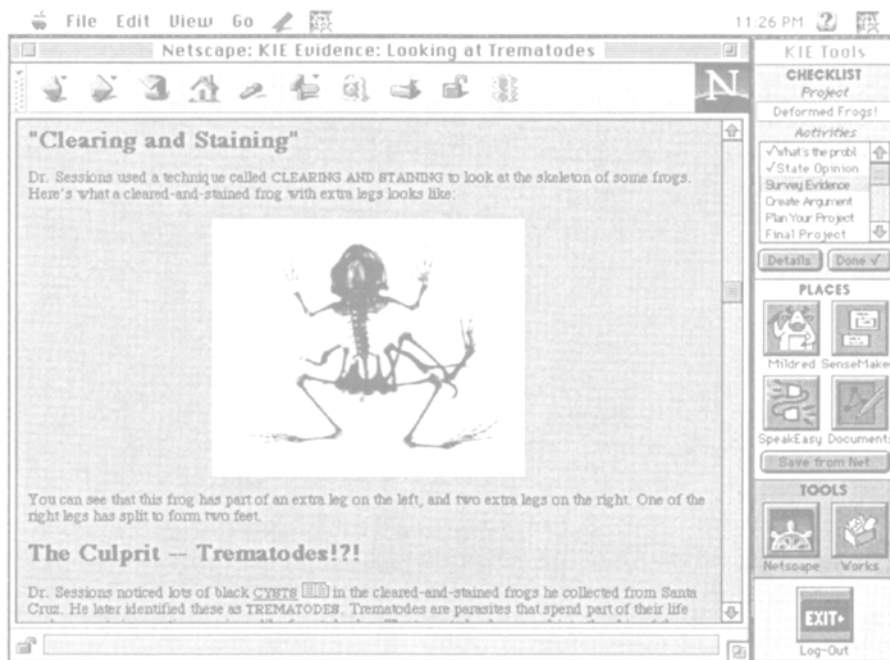 File Edit View Go
11:26 PM
Netscape: KIE Evidence: Looking at Trematodes
N
"Clearing and Staining"
Dr. Sessions used a technique called CLEARING AND STAINING to look at the skeleton of some frogs.
Here's what a cleared-and-stained frog with extra legs looks like:
You can see that this frog has part of an extra leg on the left, and two extra legs on the right. One of the
right legs has split to form two feet.
The Culprit -- Trematodes!?!
Dr. Sessions noticed lots of black CYSTS in the cleared-and-stained frogs he collected from Santa
Cruz. He later identified these as TREMATODES. Trematodes are parasites that spend part of their life
KIE Tools
CHECKLIST
Project
Deformed Frogs!
Activities
√What's the probl...
√State Opinion
Survey Evidence
Create Argument
Plan Your Project
Final Project
Details Done √
PLACES
Mildred SenseMaker
SpeakEasy Documents
Save from Net
TOOLS
Netscape Works
EXIT
Log-Out